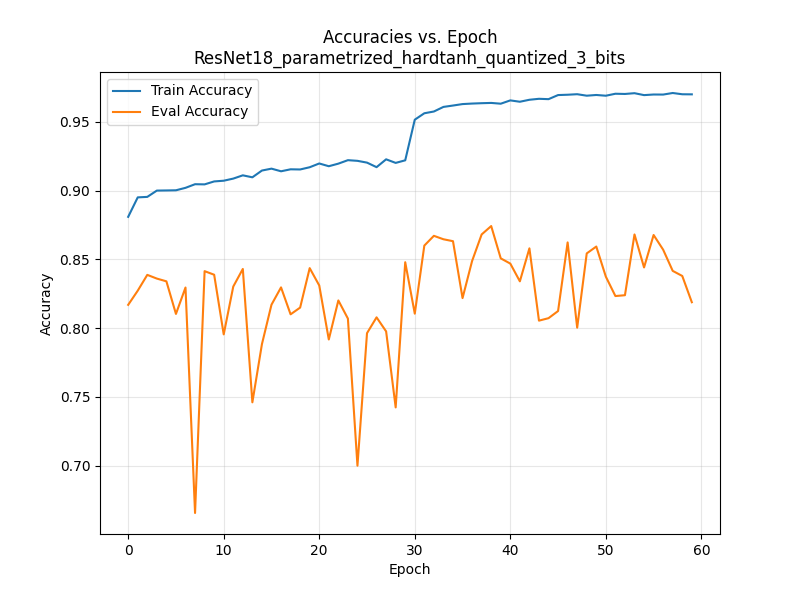 Accuracies vs. Epoch
ResNet18_parametrized_hardtanh_quantized_3_bits
Train Accuracy
Eval Accuracy
0.95
0.90
0.85
0.80
0.75
0.70
Accuracy
0 10 20 30 40 50 60
Epoch